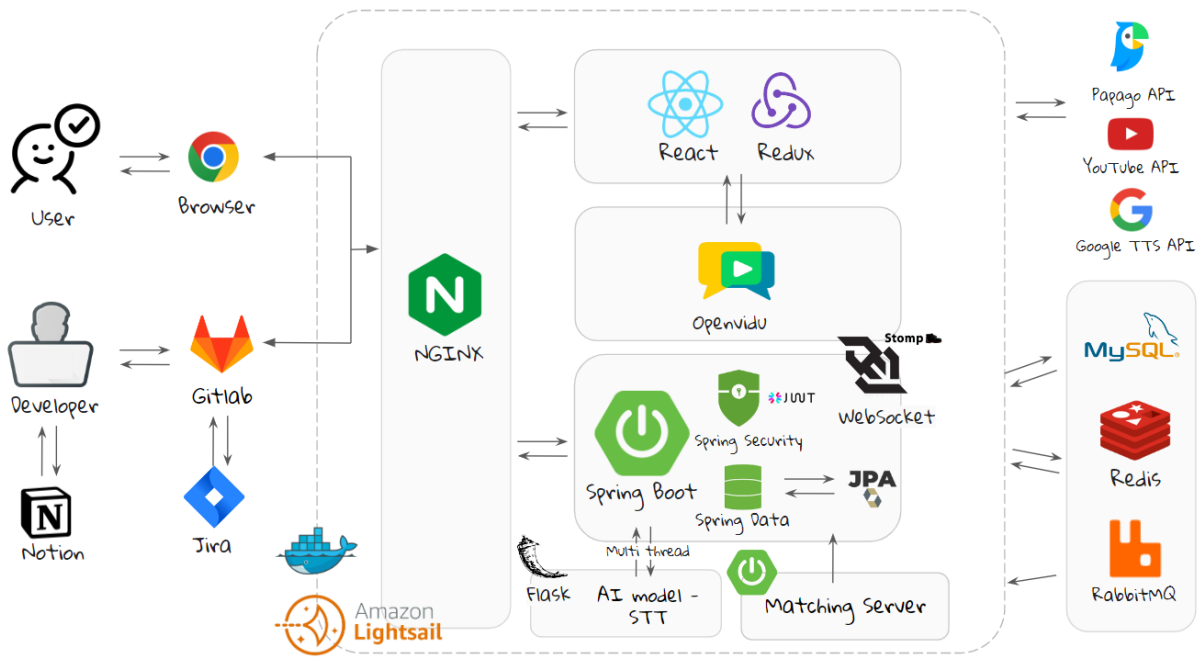 User
Browser
Developer
Gitlab
Notion
Jira
Amazon
Lightsail
NGINX
React
Redux
Openvidu
Stomp
WebSocket
JWT
Spring Security
Spring Boot
JPA
Spring Data
Multi thread
Flask
AI model -
STT
Matching Server
Papago API
YouTube API
Google TTS API
MySQL
Redis
RabbitMQ